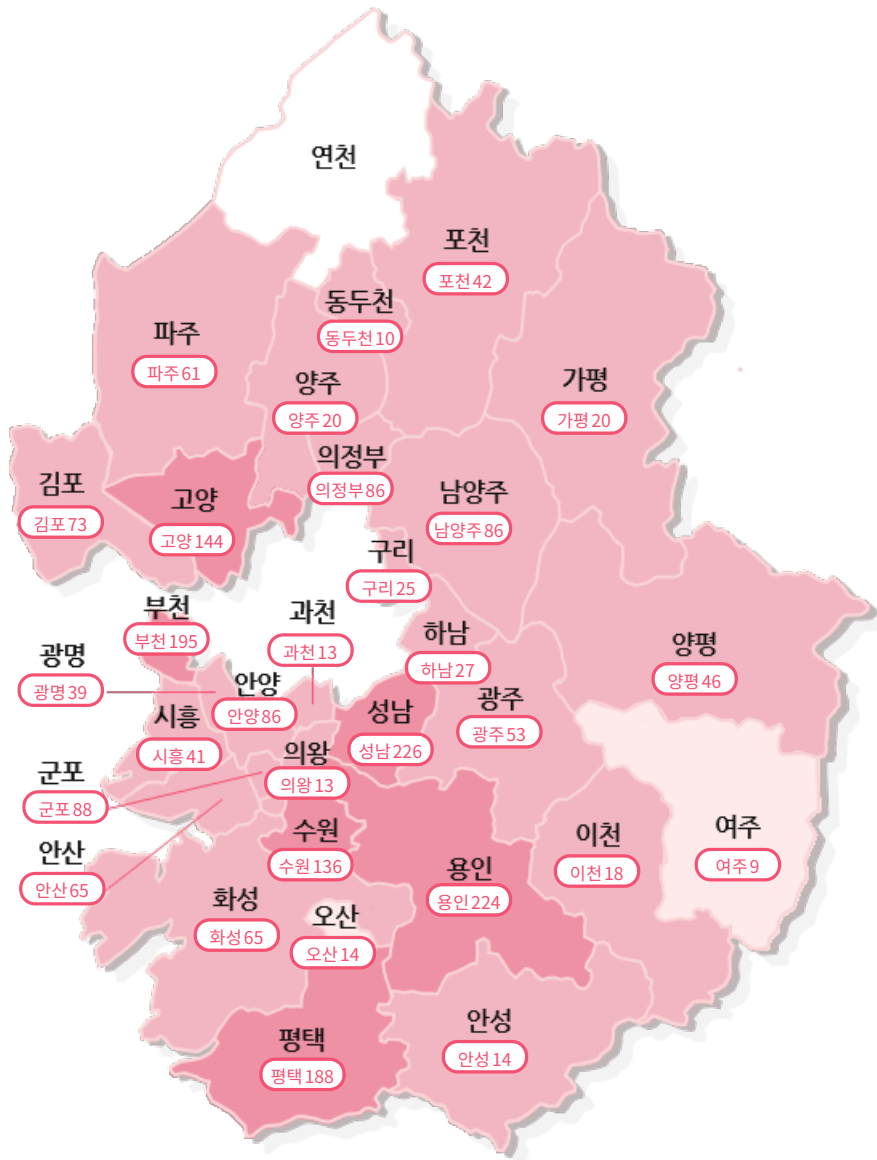 연천
포천
포천42
동두천
동두천10
파주
파주61
양주
양주20
가평
가평20
의정부
의정부86
김포
김포73
고양
고양144
남양주
남양주86
구리
구리25
부천
부천195
과천
과천13
하남
하남27
양평
양평46
광명
광명39
안양
안양86
시흥
시흥41
성남
성남226
광주
광주53
의왕
의왕13
군포
군포88
수원
수원136
안산
안산65
용인
용인224
이천
이천18
여주
여주9
화성
화성65
오산
오산14
안성
안성14
평택
평택188